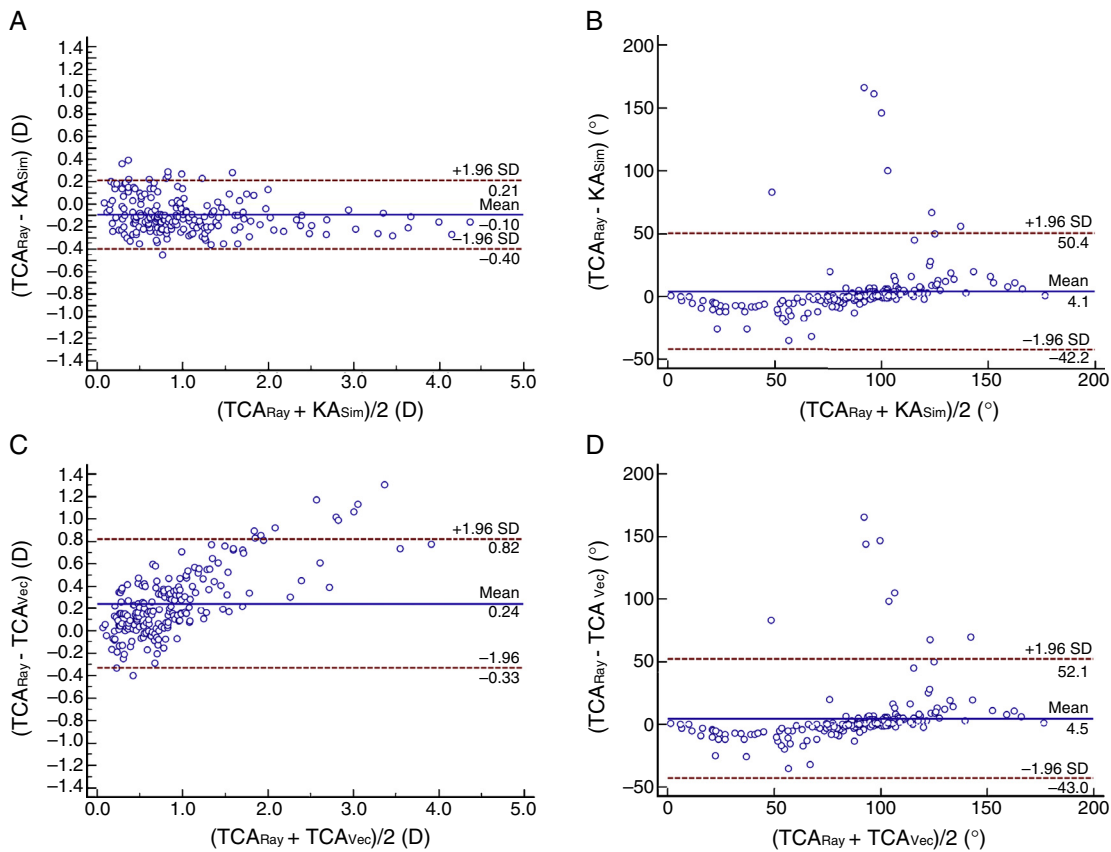 A
1.4
1.2
1.0
0.8
0.6
0.4
0.2
0.0
−0.2
−0.4
−0.6
−0.8
−1.0
−1.2
−1.4
(TCARay - KASim) (D)
+1.96 SD
0.21
Mean
−0.10
−1.96 SD
−0.40
0.0 1.0 2.0 3.0 4.0 5.0
(TCARay + KASim)/2 (D)
B
200
150
100
50
0
−50
(TCARay - KASim) (°)
+1.96 SD
50.4
Mean
4.1
−1.96 SD
−42.2
0 50 100 150 200
(TCARay + KASim)/2 (°)
C
1.4
1.2
1.0
0.8
0.6
0.4
0.2
0.0
−0.2
−0.4
−0.6
−0.8
−1.0
−1.2
−1.4
(TCARay - TCAVec) (D)
+1.96 SD
0.82
Mean
0.24
−1.96
−0.33
0.0 1.0 2.0 3.0 4.0 5.0
(TCARay + TCAVec)/2 (D)
D
200
150
100
50
0
−50
(TCARay - TCA Vec) (°)
+1.96 SD
52.1
Mean
4.5
−1.96 SD
−43.0
0 50 100 150 200
(TCARay + TCAVec)/2 (°)